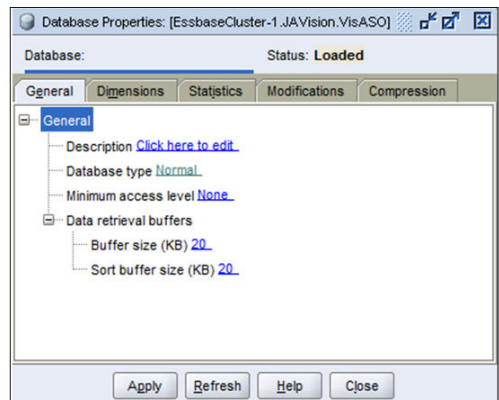 Database Properties: [EssbaseCluster-1.JAVision.VisASO]
Database: Status: Loaded
General Dimensions Statistics Modifications Compression
General
Description Click here to edit
Database type Normal
Minimum access level None
Data retrieval buffers
Buffer size (KB) 20
Sort buffer size (KB) 20
Apply Refresh Help Close